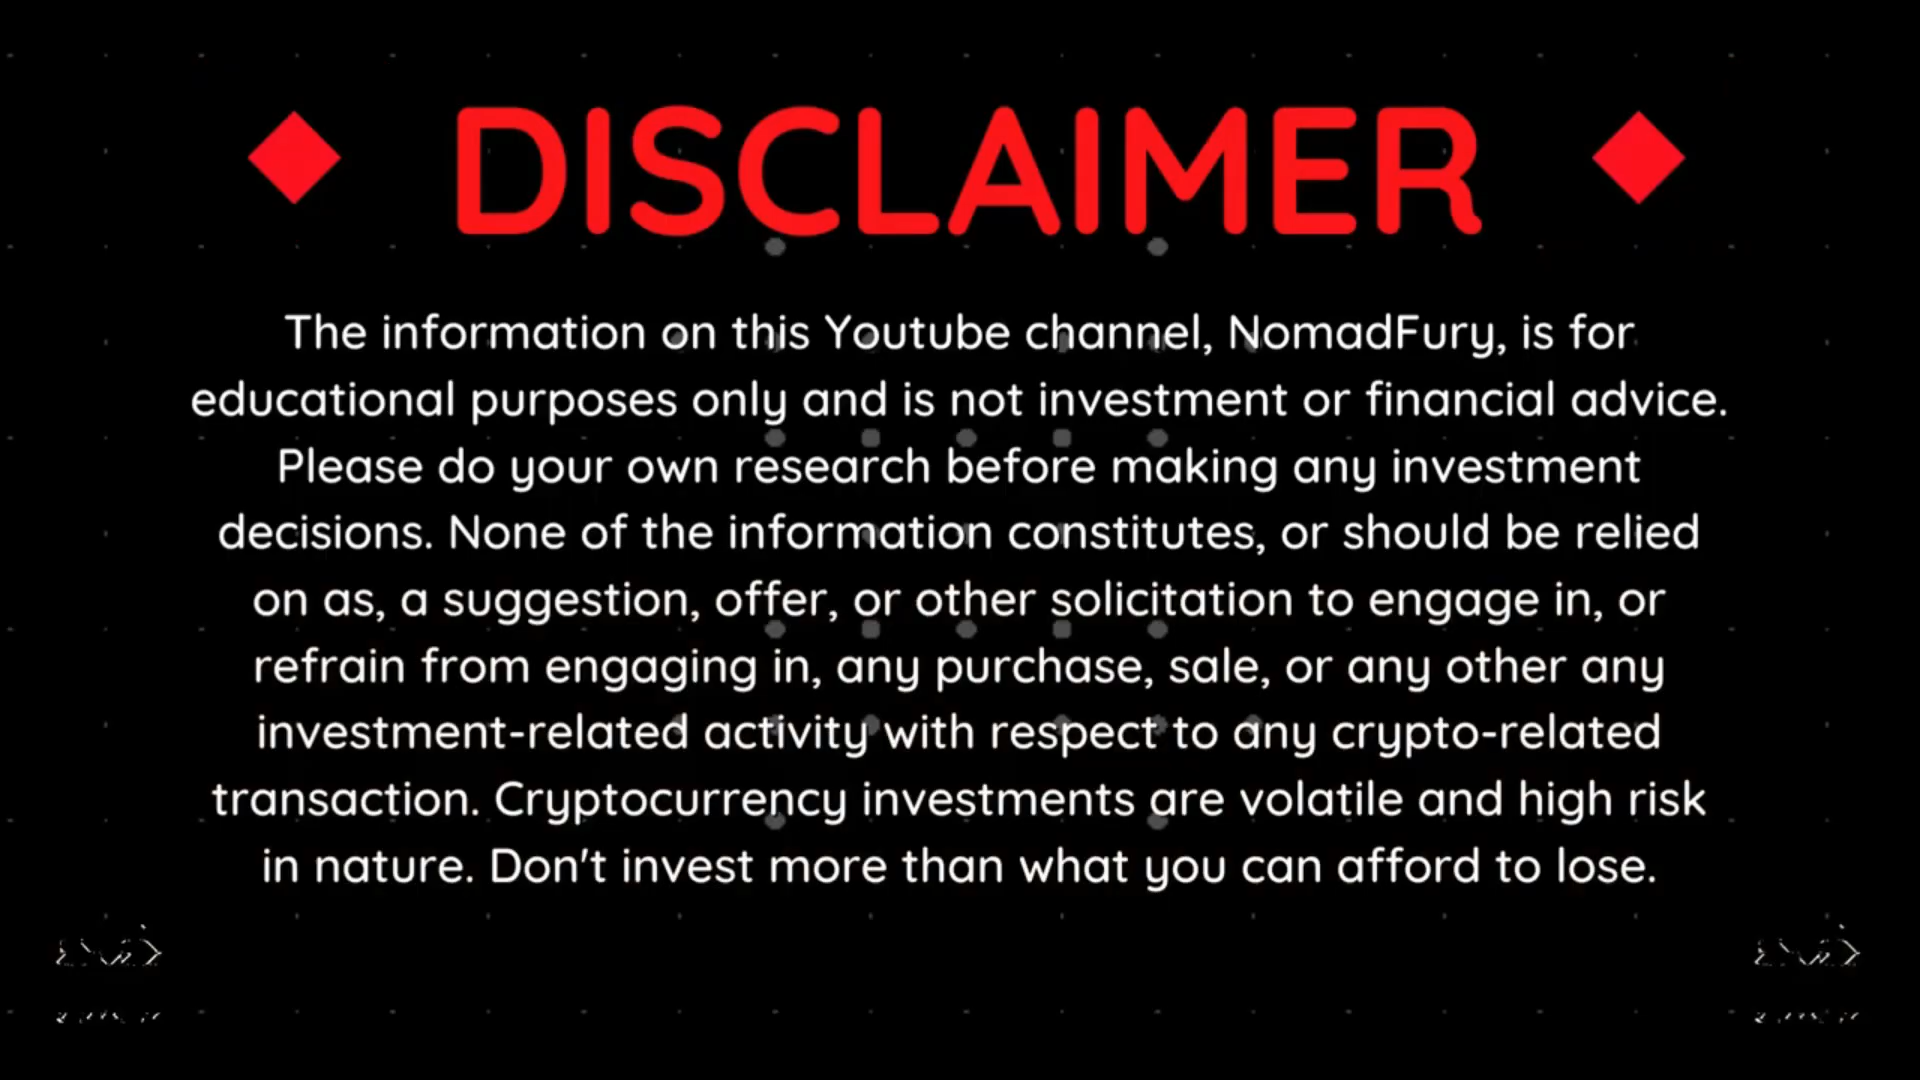 DISCLAIMER
The information on this Youtube channel, NomadFury, is for
educational purposes only and is not investment or financial advice.
Please do your own research before making any investment
decisions. None of the information constitutes, or should be relied
on as, a suggestion, offer, or other solicitation to engage in, or
refrain from engaging in, any purchase, sale, or any other any
investment-related activity with respect to any crypto-related
transaction. Cryptocurrency investments are volatile and high risk
in nature. Don't invest more than what you can afford to lose.